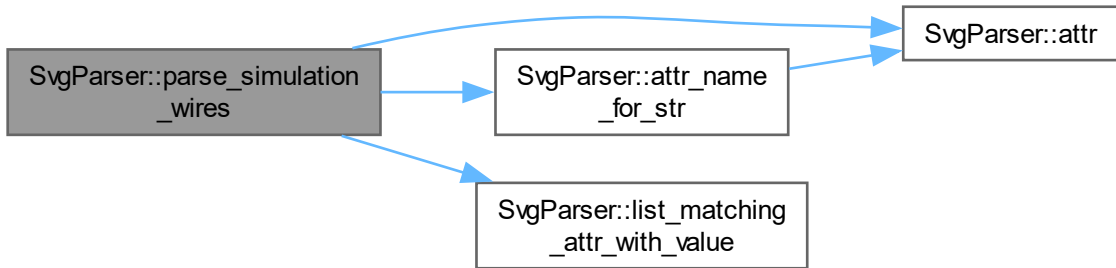 SvgParser::parse_simulation
_wires
SvgParser::attr_name
_for_str
SvgParser::attr
SvgParser::list_matching
_attr_with_value